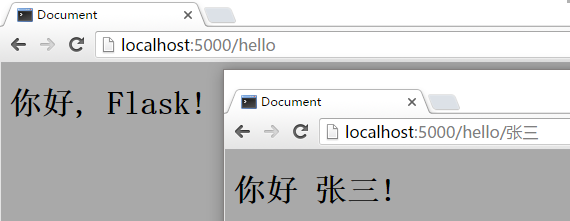 Document
localhost:5000/hello
你好, Flask!
Document
localhost:5000/hello/张三
你好 张三!